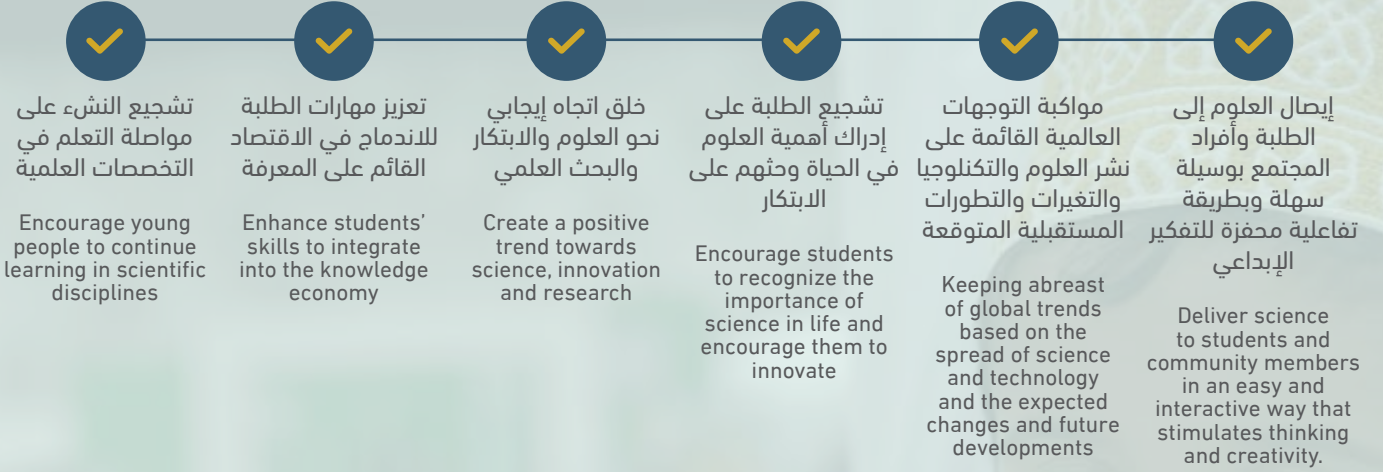 إيصال العلوم إلى
الطلبة وأفراد
المجتمع بوسيلة
سهلة وبطريقة
تفاعلية محفزة للتفكير
الإبداعي
Deliver science
to students and
community members
in an easy and
interactive way that
stimulates thinking
and creativity.
مواكبة التوجهات
العالمية القائمة على
نشر العلوم والتكنلوجيا
والتغيرات والتطورات
المستقبلية المتوقعة
Keeping abreast
of global trends
based on the
spread of science
and technology
and the expected
changes and future
developments
تشجيع الطلبة على
إدراك أهمية العلوم
في الحياة وحثهم على
الابتكار
Encourage students
to recognize the
importance of
science in life and
encourage them to
innovate
خلق اتجاه إيجابي
نحو العلوم والابتكار
والبحث العلمي
Create a positive
trend towards
science, innovation
and research
تعزيز مهارات الطلبة
للاندماج في الاقتصاد
القائم على المعرفة
Enhance students’
skills to integrate
into the knowledge
economy
تشجيع النشء على
مواصلة التعلم في
التخصصات العلمية
Encourage young
people to continue
learning in scientific
disciplines